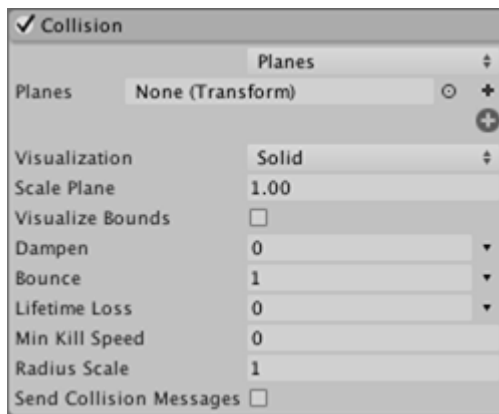 Collision
Planes
Planes None (Transform)
Visualization Solid
Scale Plane 1.00
Visualize Bounds
Dampen 0
Bounce 1
Lifetime Loss 0
Min Kill Speed 0
Radius Scale 1
Send Collision Messages